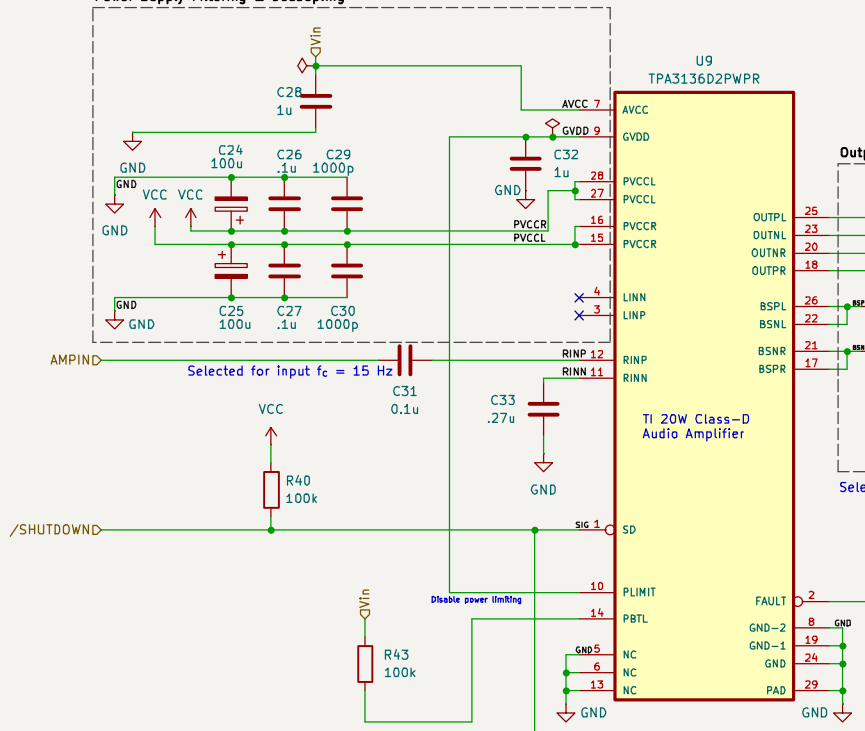 Power Supply Filtering & Decoupling
Vin
U9
TPA3136D2PWPR
C28
1u
AVCC 7 AVCC
GND
GVDD 9 GVDD
C24
100u
C26
.1u
C29
1000p
C32
1u
GND
GND
VCC
VCC
GND
28 PVCCL
27 PVCCL
PVCCR
16 PVCCR
PVCCL
15 PVCCR
GND
GND
C25
100u
C27
.1u
C30
1000p
4 LINN
3 LINP
Outp
OUTPL 25
OUTNL 23
OUTNR 20
OUTPR 18
BSPL 26
BSP
BSNL 22
BSNR 21
BSN
BSPR 17
AMPIN
Selected for input fc = 15 Hz
C31
0.1u
RINP 12 RINP
RINN 11 RINN
C33
.27u
GND
TI 20W Class-D
Audio Amplifier
Sele
VCC
R40
100k
/SHUTDOWN
SIG 1 SD
Disable power limiting
10 PLIMIT
14 PBTL
Vin
R43
100k
GND 5 NC
6 NC
13 NC
GND
FAULT 2
GND-2 8 GND
GND-1 19
GND 24
PAD 29
GND